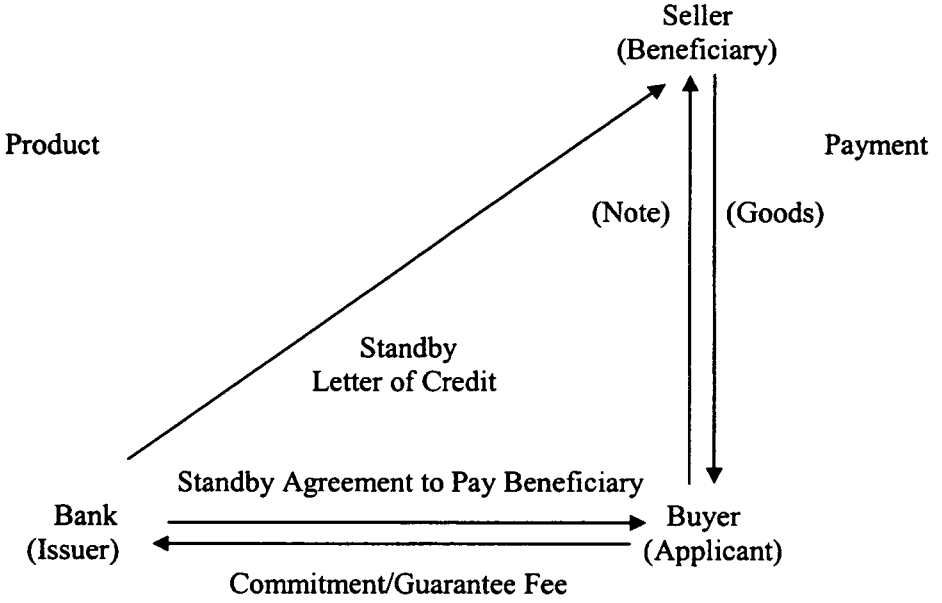 Seller
(Beneficiary)
Product
Payment
(Note)
(Goods)
Standby
Letter of Credit
Standby Agreement to Pay Beneficiary
Bank
(Issuer)
Buyer
(Applicant)
Commitment/Guarantee Fee